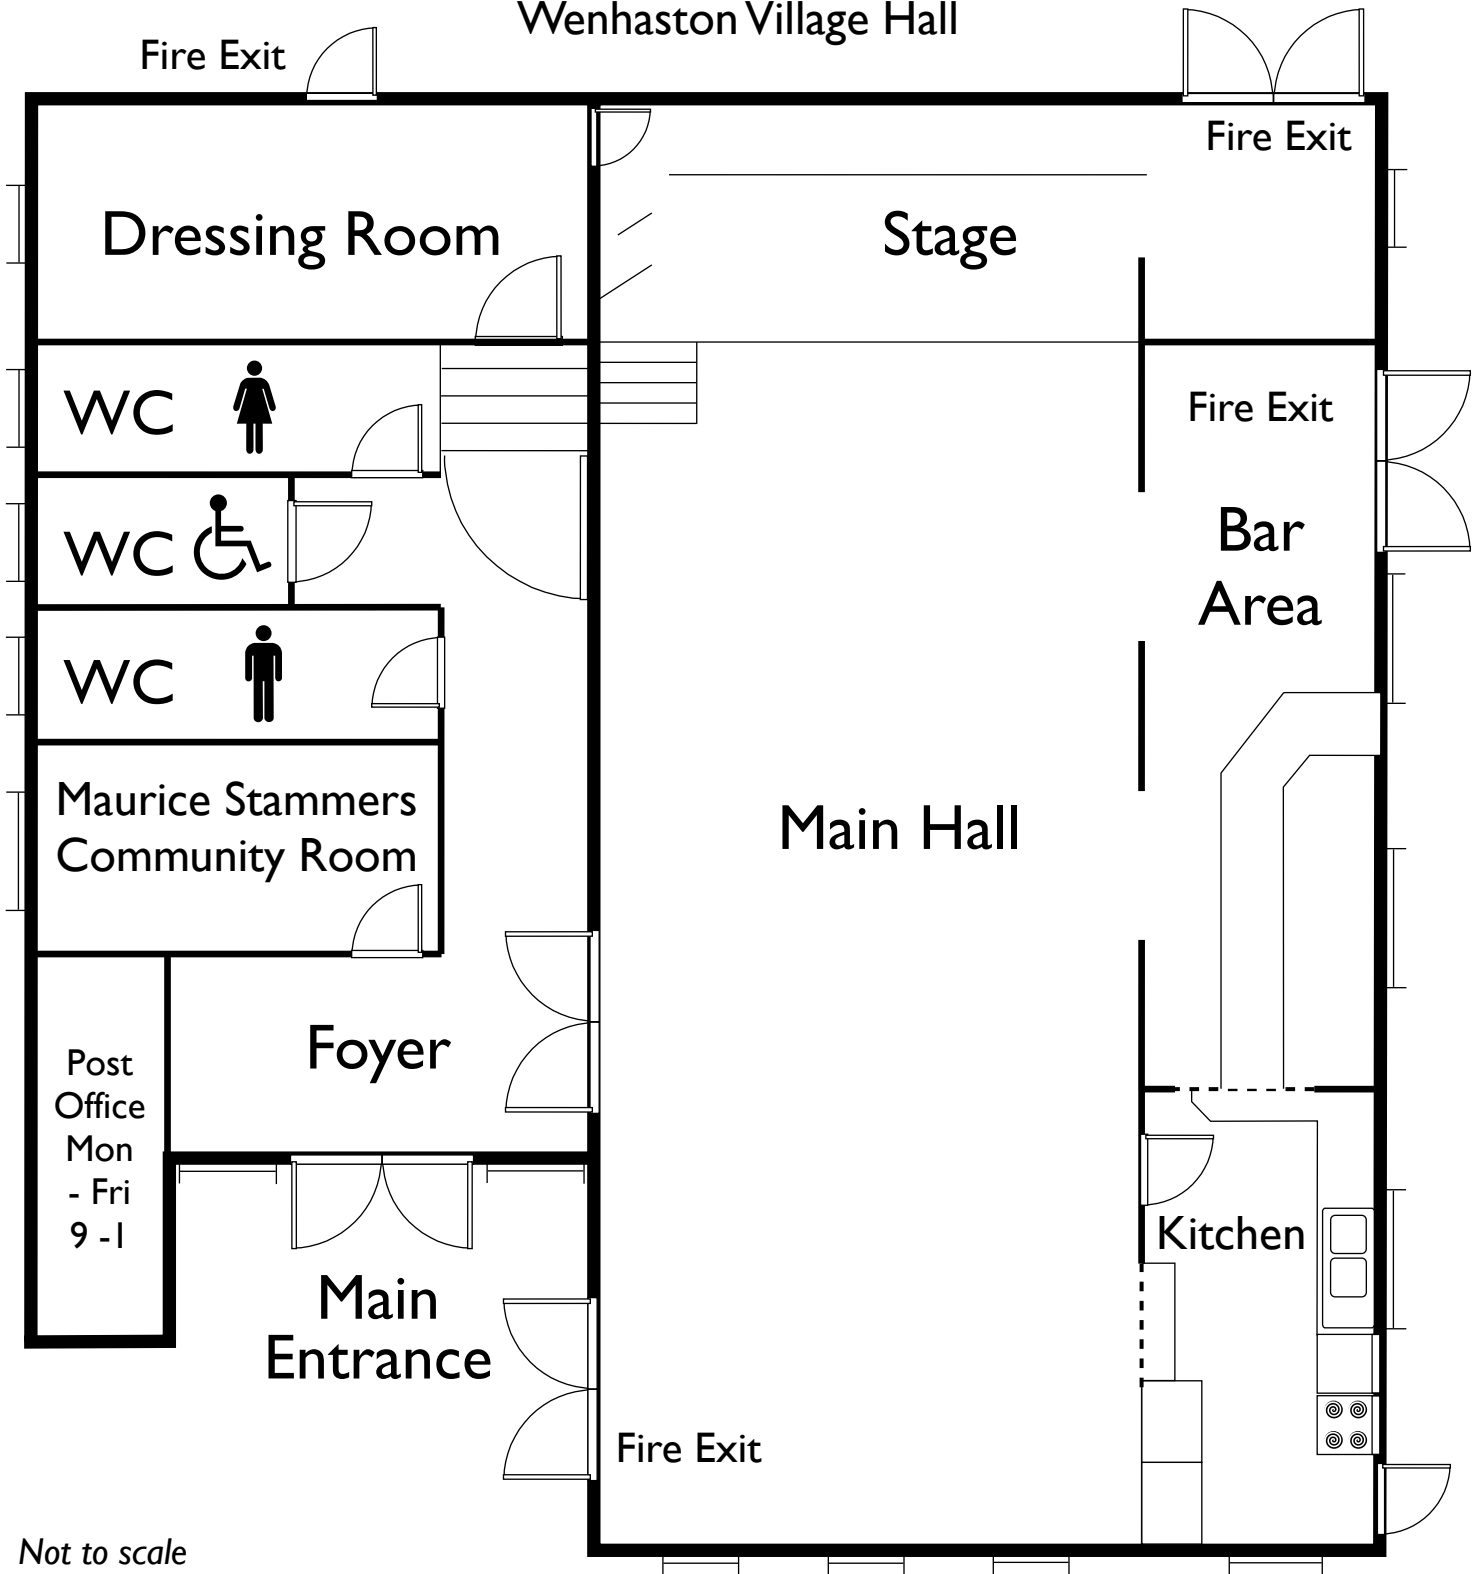 Wenhaston Village Hall
Fire Exit
Fire Exit
Dressing Room
Stage
WC
Fire Exit
WC
Bar
Area
WC
Maurice Stammers
Community Room
Main Hall
Foyer
Post
Office
Mon
- Fri
9 -1
Kitchen
Main
Entrance
Fire Exit
Not to scale